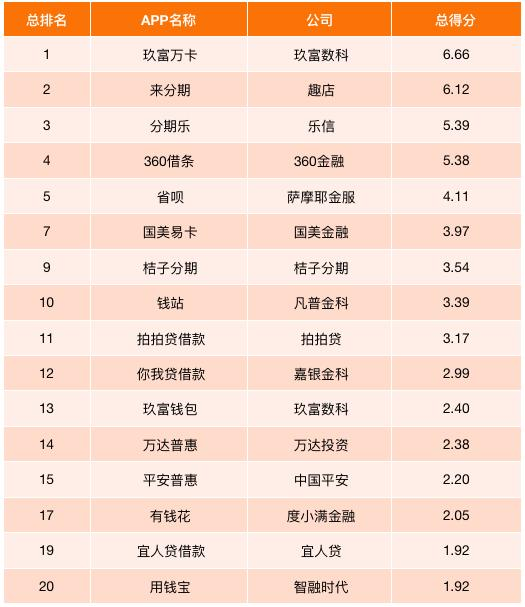 总排名 APP名称 公司 总得分
1 玖富万卡 玖富数科 6.66
2 来分期 趣店 6.12
3 分期乐 乐信 5.39
4 360借条 360金融 5.38
5 省呗 萨摩耶金服 4.11
7 国美易卡 国美金融 3.97
9 桔子分期 桔子分期 3.54
10 钱站 凡普金科 3.39
11 拍拍贷借款 拍拍贷 3.17
12 你我贷借款 嘉银金科 2.99
13 玖富钱包 玖富数科 2.40
14 万达普惠 万达投资 2.38
15 平安普惠 中国平安 2.20
17 有钱花 度小满金融 2.05
19 宜人贷借款 宜人贷 1.92
20 用钱宝 智融时代 1.92